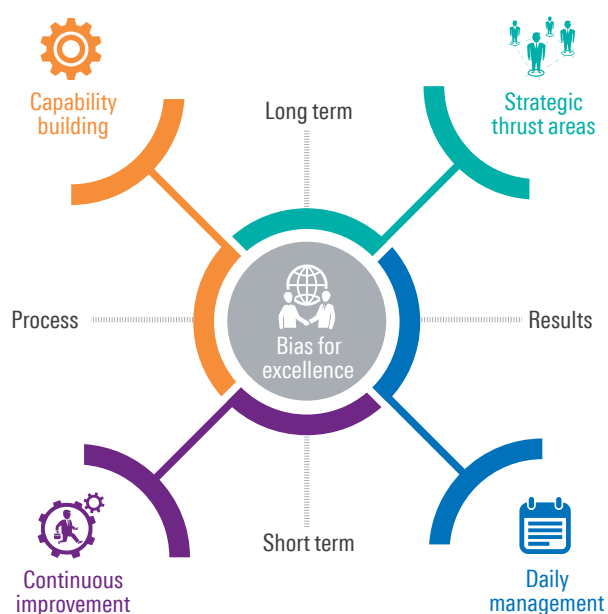 Capability
building
Long term
Strategic
thrust areas
Process
Bias for
excellence
Results
Short term
Continuous
improvement
Daily
management